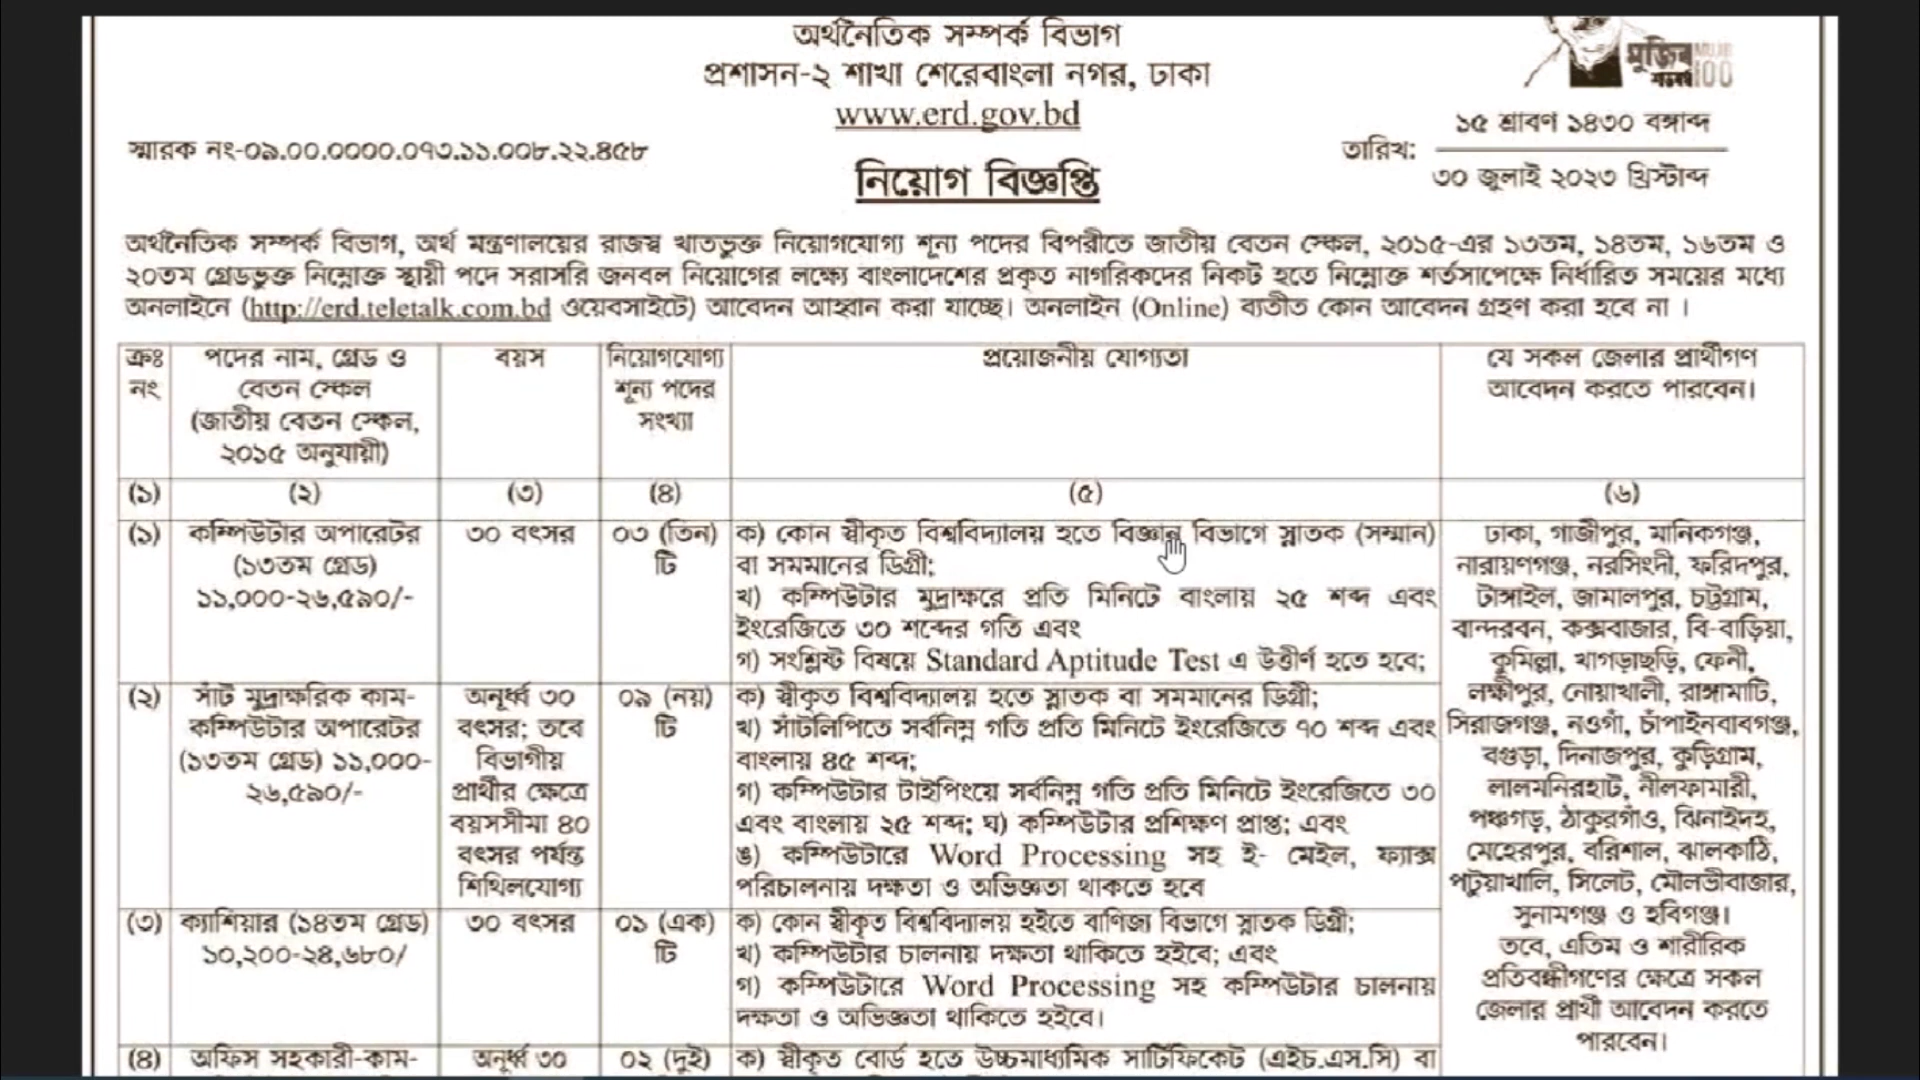 অর্থনৈতিক সম্পর্ক বিভাগ
প্রশাসন-২ শাখা শেরেবাংলা নগর, ঢাকা
www.erd.gov.bd
মুজিব
শতবর্ষ 100
স্মারক নং-০৯.০০.০০০০.০৭৩.১১.০০৮.২২.৪৫৮
তারিখ:
১৫ শ্রাবণ ১৪৩০ বঙ্গাব্দ
৩০ জুলাই ২০২৩ খ্রিস্টাব্দ
নিয়োগ বিজ্ঞপ্তি
অর্থনৈতিক সম্পর্ক বিভাগ, অর্থ মন্ত্রণালয়ের রাজস্ব খাতভুক্ত নিয়োগযোগ্য শূন্য পদের বিপরীতে জাতীয় বেতন স্কেল, ২০১৫-এর ১৩তম, ১৪তম, ১৬তম ও
২০তম গ্রেডভুক্ত নিম্নোক্ত স্থায়ী পদে সরাসরি জনবল নিয়োগের লক্ষ্যে বাংলাদেশের প্রকৃত নাগরিকদের নিকট হতে নিম্নোক্ত শর্তসাপেক্ষে নির্ধারিত সময়ের মধ্যে
অনলাইনে (http://erd.teletalk.com.bd ওয়েবসাইটে) আবেদন আহ্বান করা যাচ্ছে। অনলাইন (Online) ব্যতীত কোন আবেদন গ্রহণ করা হবে না ।
ক্রঃ
নং
পদের নাম, গ্রেড ও
বেতন স্কেল
(জাতীয় বেতন স্কেল,
২০১৫ অনুযায়ী)
বয়স
নিয়োগযোগ্য
শূন্য পদের
সংখ্যা
প্রয়োজনীয় যোগ্যতা
যে সকল জেলার প্রার্থীগণ
আবেদন করতে পারবেন।
(১) (২) (৩) (৪) (৫) (৬)
(১)
কম্পিউটার অপারেটর
(১৩তম গ্রেড)
১১,০০০-২৬,৫৯০/-
৩০ বৎসর
০৩ (তিন)
টি
ক) কোন স্বীকৃত বিশ্ববিদ্যালয় হতে বিজ্ঞান বিভাগে স্নাতক (সম্মান)
বা সমমানের ডিগ্রী;
খ) কম্পিউটার মুদ্রাক্ষরে প্রতি মিনিটে বাংলায় ২৫ শব্দ এবং
ইংরেজিতে ৩০ শব্দের গতি এবং
গ) সংশ্লিষ্ট বিষয়ে Standard Aptitude Test এ উত্তীর্ণ হতে হবে;
(২)
সাঁট মুদ্রাক্ষরিক কাম-
কম্পিউটার অপারেটর
(১৩তম গ্রেড) ১১,০০০-
২৬,৫৯০/-
অনূর্ধ্ব ৩০
বৎসর; তবে
বিভাগীয়
প্রার্থীর ক্ষেত্রে
বয়সসীমা ৪০
বৎসর পর্যন্ত
শিথিলযোগ্য
০৯ (নয়)
টি
ক) স্বীকৃত বিশ্ববিদ্যালয় হতে স্নাতক বা সমমানের ডিগ্রী;
খ) সাঁটলিপিতে সর্বনিম্ন গতি প্রতি মিনিটে ইংরেজিতে ৭০ শব্দ এবং
বাংলায় ৪৫ শব্দ;
গ) কম্পিউটার টাইপিংয়ে সর্বনিম্ন গতি প্রতি মিনিটে ইংরেজিতে ৩০
এবং বাংলায় ২৫ শব্দ; ঘ) কম্পিউটার প্রশিক্ষণ প্রাপ্ত; এবং
ঙ) কম্পিউটারে Word Processing সহ ই- মেইল, ফ্যাক্স
পরিচালনায় দক্ষতা ও অভিজ্ঞতা থাকতে হবে
(৩)
ক্যাশিয়ার (১৪তম গ্রেড)
১০,২০০-২৪,৬৮০/
৩০ বৎসর
০১ (এক)
টি
ক) কোন স্বীকৃত বিশ্ববিদ্যালয় হইতে বাণিজ্য বিভাগে স্নাতক ডিগ্রী;
খ) কম্পিউটার চালনায় দক্ষতা থাকিতে হইবে; এবং
গ) কম্পিউটারে Word Processing সহ কম্পিউটার চালনায়
দক্ষতা ও অভিজ্ঞতা থাকিতে হইবে।
(৪)
অফিস সহকারী-কাম-
অনূর্ধ্ব ৩০
০২ (দুই)
ক) স্বীকৃত বোর্ড হতে উচ্চমাধ্যমিক সার্টিফিকেট (এইচ.এস.সি) বা
ঢাকা, গাজীপুর, মানিকগঞ্জ,
নারায়ণগঞ্জ, নরসিংদী, ফরিদপুর,
টাঙ্গাইল, জামালপুর, চট্টগ্রাম,
বান্দরবন, কক্সবাজার, বি-বাড়িয়া,
কুমিল্লা, খাগড়াছড়ি, ফেনী,
লক্ষীপুর, নোয়াখালী, রাঙ্গামাটি,
সিরাজগঞ্জ, নওগাঁ, চাঁপাইনবাবগঞ্জ,
বগুড়া, দিনাজপুর, কুড়িগ্রাম,
লালমনিরহাট, নীলফামারী,
পঞ্চগড়, ঠাকুরগাঁও, ঝিনাইদহ,
মেহেরপুর, বরিশাল, ঝালকাঠি,
পটুয়াখালি, সিলেট, মৌলভীবাজার,
সুনামগঞ্জ ও হবিগঞ্জ।
তবে, এতিম ও শারীরিক
প্রতিবন্ধীগণের ক্ষেত্রে সকল
জেলার প্রার্থী আবেদন করতে
পারবেন।